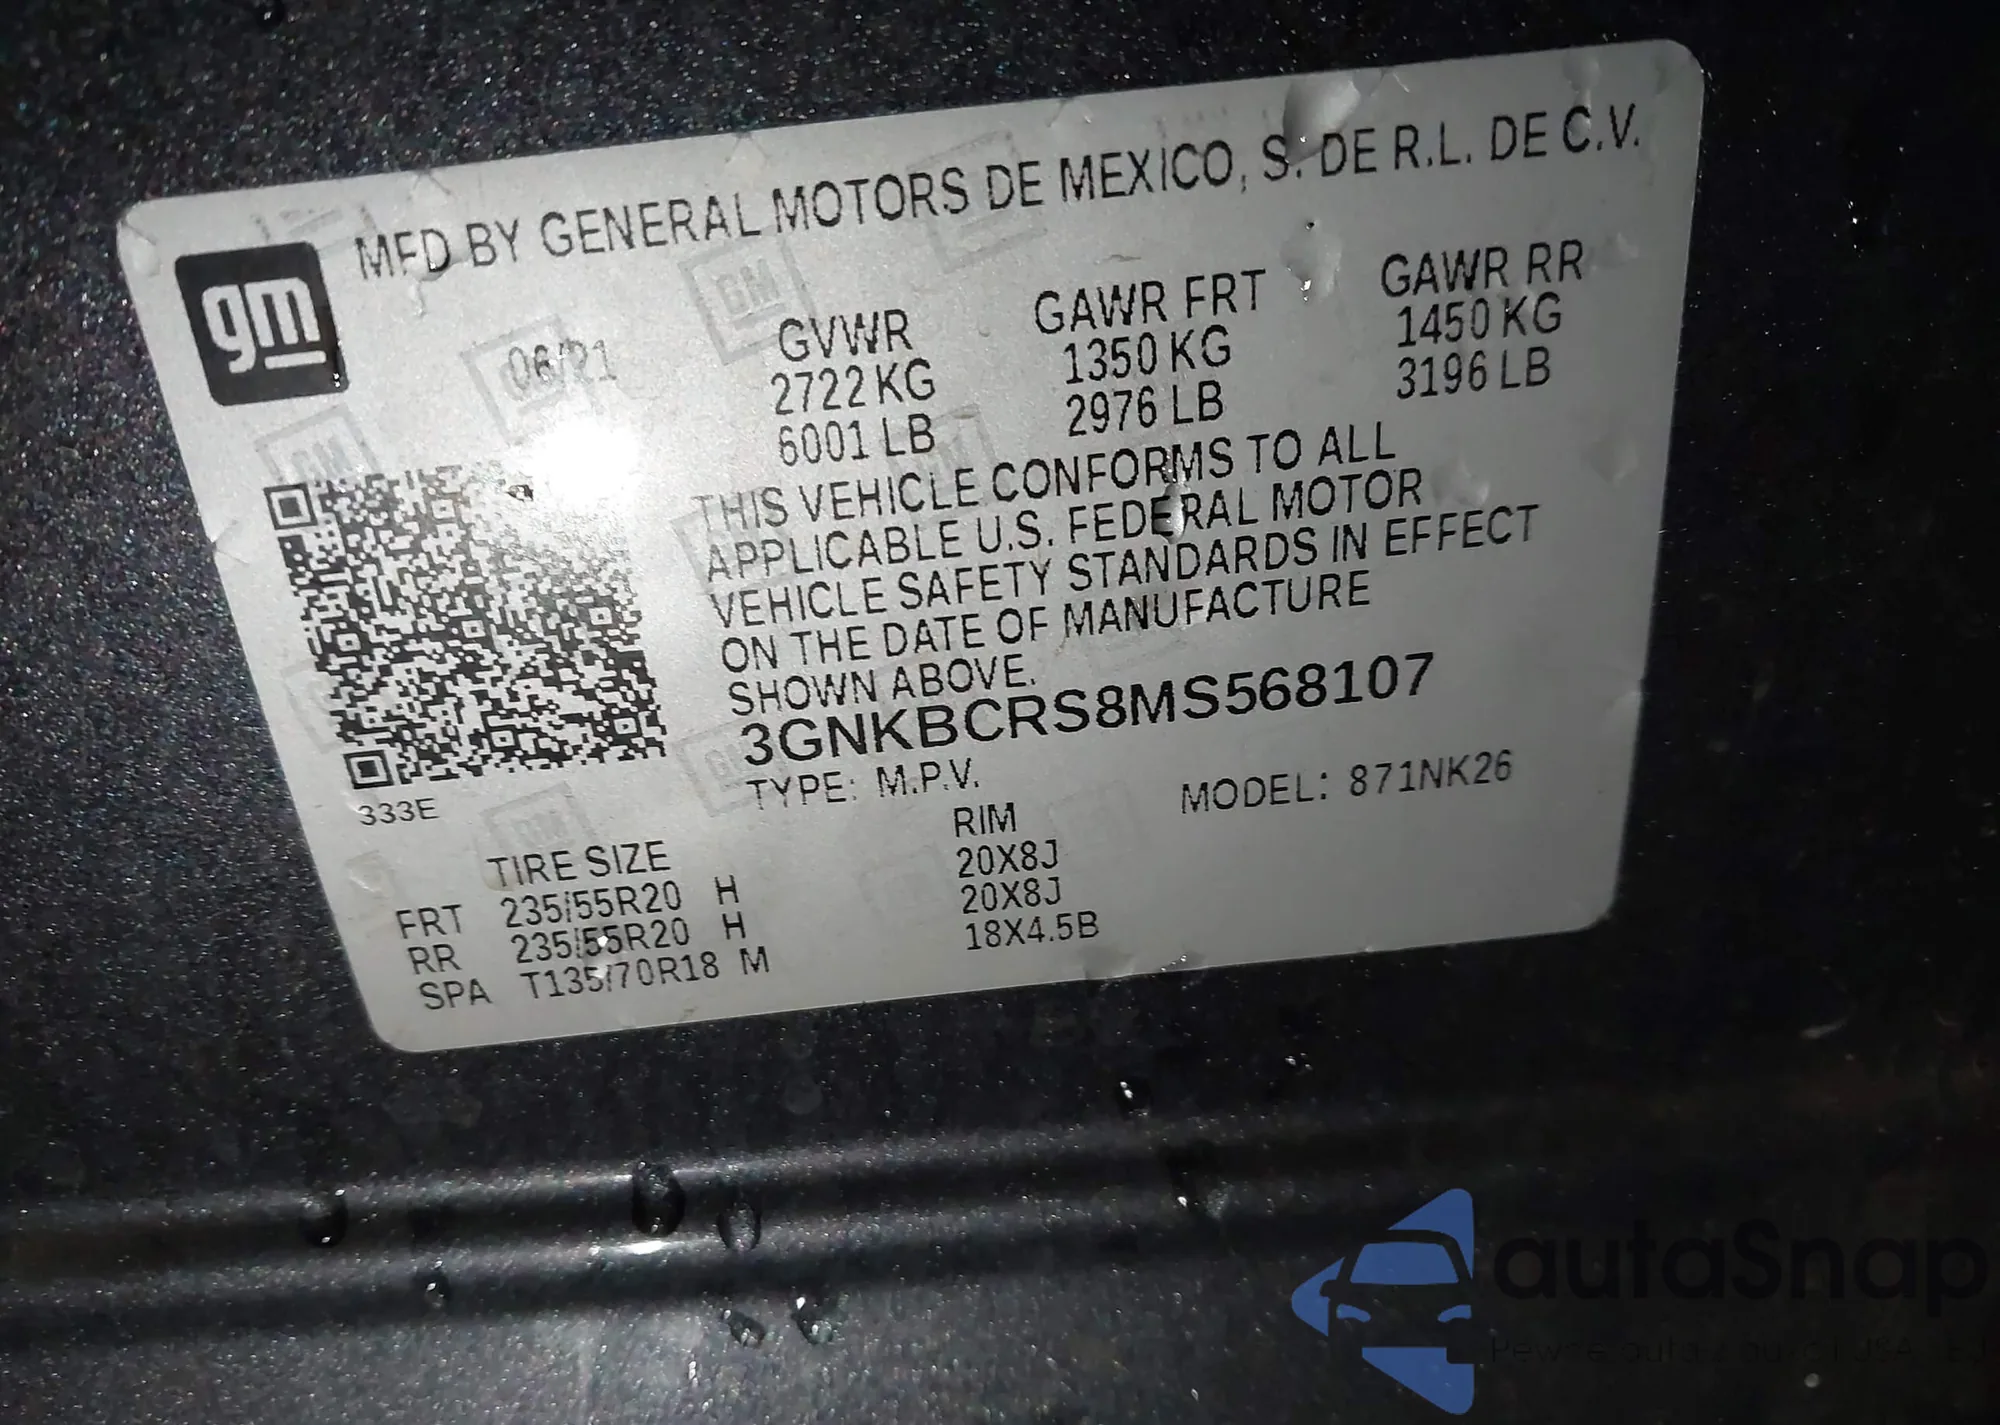 MFD BY GENERAL MOTORS DE MEXICO, S. DE R.L. DE C.V.
gm
06/21
GVWR GAWR FRT GAWR RR
2722 KG 1350 KG 1450 KG
6001 LB 2976 LB 3196 LB
THIS VEHICLE CONFORMS TO ALL
APPLICABLE U.S. FEDERAL MOTOR
VEHICLE SAFETY STANDARDS IN EFFECT
ON THE DATE OF MANUFACTURE
SHOWN ABOVE.
3GNKBCRS8MS568107
TYPE: M.P.V. MODEL: 871NK26
333E
TIRE SIZE RIM
FRT 235/55R20 H 20X8J
RR 235/55R20 H 20X8J
SPA T135/70R18 M 18X4.5B
autaSnap